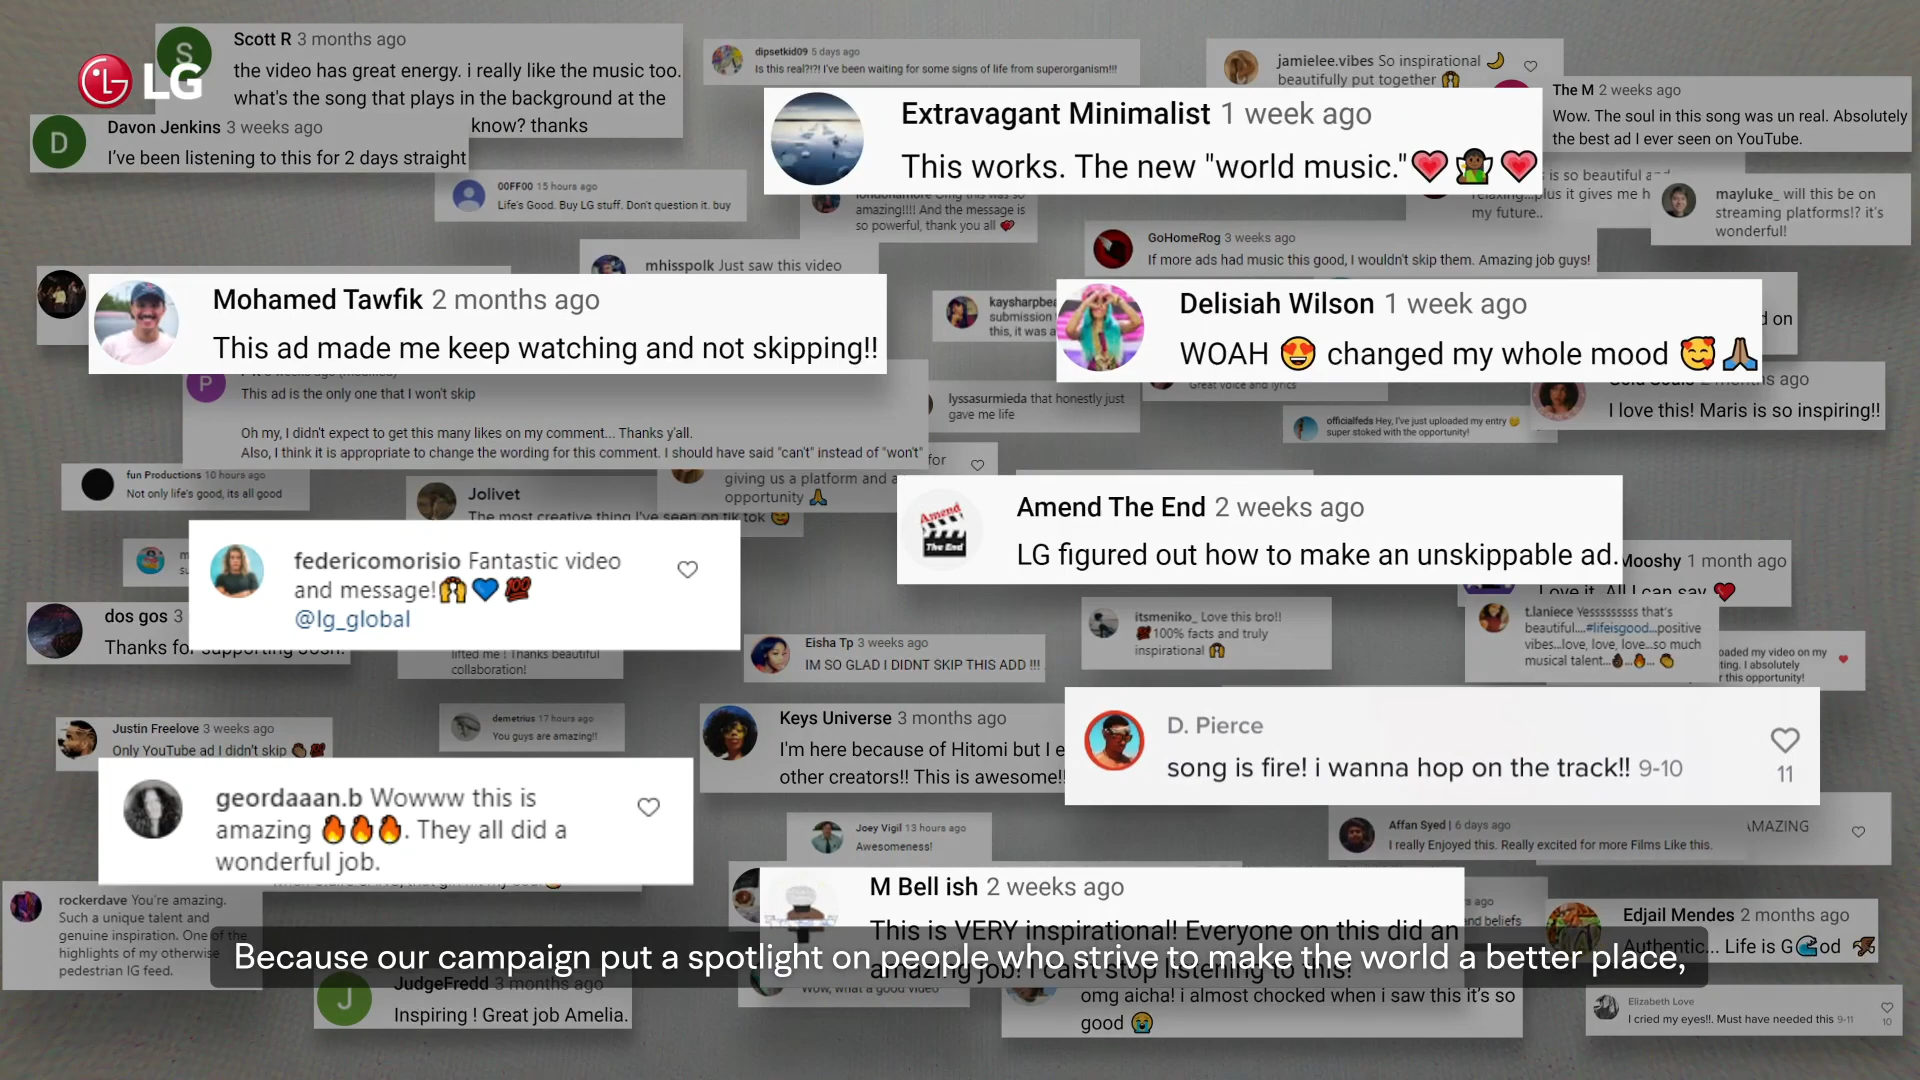 Scott R 3 months ago
the video has great energy. i really like the music too.
what's the song that plays in the background at the
know? thanks
LG
Davon Jenkins 3 weeks ago
I've been listening to this for 2 days straight
dipsetkid09 5 days ago
Is this real?!?! I've been waiting for some signs of life from superorganism!!!
jamielee.vibes So inspirational 🌙
beautifully put together 🙌
The M 2 weeks ago
Wow. The soul in this song was un real. Absolutely
the best ad I ever seen on YouTube.
Extravagant Minimalist 1 week ago
This works. The new "world music."
00FF00 15 hours ago
Life's Good. Buy LG stuff. Don't question it. buy
amazing!!!! And the message is
so powerful, thank you all
is so beautiful
plus it gives me h
my future..
mayluke_ will this be on
streaming platforms!? it's
wonderful!
GoHomeRog 3 weeks ago
If more ads had music this good, I wouldn't skip them. Amazing job guys!
mhisspolk Just saw this video
Mohamed Tawfik 2 months ago
This ad made me keep watching and not skipping!!
kaysharpbea
submission
this, it was a
Delisiah Wilson 1 week ago
WOAH 😍 changed my whole mood 🥰🙏🏾
d on
P
This ad is the only one that I won't skip
Oh my, I didn't expect to get this many likes on my comment... Thanks y'all.
Also, I think it is appropriate to change the wording for this comment. I should have said "can't" instead of "won't"
lyssasurmieda that honestly just
gave me life
Great voice and lyrics
officialfeds Hey, I've just uploaded my entry
super stoked with the opportunity!
I love this! Maris is so inspiring!!
fun Productions 10 hours ago
Not only life's good, its all good
Jolivet
The most creative thing I've seen on tik tok
for
giving us a platform and a
opportunity 🙏
Amend The End
Amend The End 2 weeks ago
LG figured out how to make an unskippable ad.
federicomorisio Fantastic video
and message!🙌💙💯
@lg_global
Mooshy 1 month ago
Love it. All I can say
dos gos 3
Thanks for supporting Josh!
lifted me ! Thanks beautiful
collaboration!
Eisha Tp 3 weeks ago
IM SO GLAD I DIDNT SKIP THIS ADD !!!
itsmeniko_ Love this bro!!
💯100% facts and truly
inspirational 🙌
t.laniece Yesssssssss that's
beautiful....#lifeisgood...positive
vibes...love, love, love...so much
musical talent...
oaded my video on my
ting. I absolutely
r this opportunity!
Justin Freelove 3 weeks ago
Only YouTube ad I didn't skip
demetrius 17 hours ago
You guys are amazing!!
Keys Universe 3 months ago
I'm here because of Hitomi but I e
other creators!! This is awesome!!
D. Pierce
song is fire! i wanna hop on the track!! 9-10
11
geordaaan.b Wowww this is
amazing 🔥🔥🔥. They all did a
wonderful job.
Joey Vigil 13 hours ago
Awesomeness!
Affan Syed | 6 days ago
I really Enjoyed this. Really excited for more Films Like this.
MAZING
M Bell ish 2 weeks ago
This is VERY inspirational! Everyone on this did an
amazing job! I can't stop listening to this!
s ago
nd beliefs
rockerdave You're amazing.
Such a unique talent and
genuine inspiration. One of the
highlights of my otherwise
pedestrian IG feed.
Edjail Mendes 2 months ago
Authentic... Life is G🌊od
Because our campaign put a spotlight on people who strive to make the world a better place,
J
JudgeFredd 3 months ago
Inspiring ! Great job Amelia.
Wow, what a good video
omg aicha! i almost chocked when i saw this it's so
good 😭
Elizabeth Love
I cried my eyes!!. Must have needed this 9-11
10